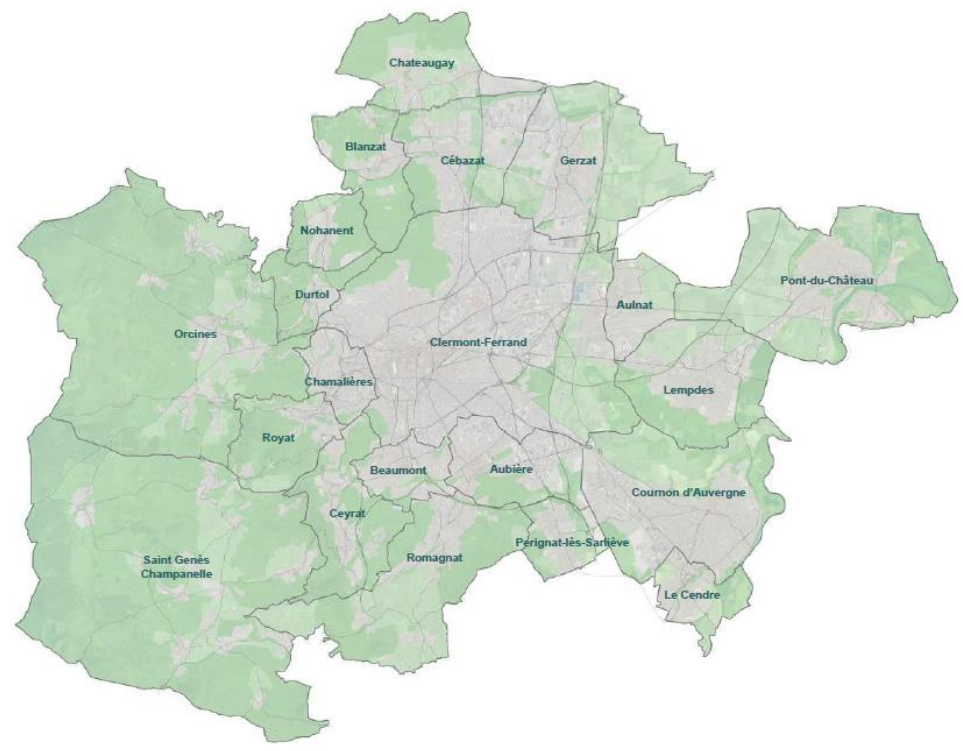 Chateaugay
Blanzat
Cébazat
Gerzat
Nohanent
Durtol
Aulnat
Pont-du-Château
Orcines
Clermont-Ferrand
Chamalières
Lempdes
Royat
Beaumont
Aubière
Cournon d'Auvergne
Ceyrat
Pérignat-lès-Sarliève
Romagnat
Saint Genès
Champanelle
Le Cendre